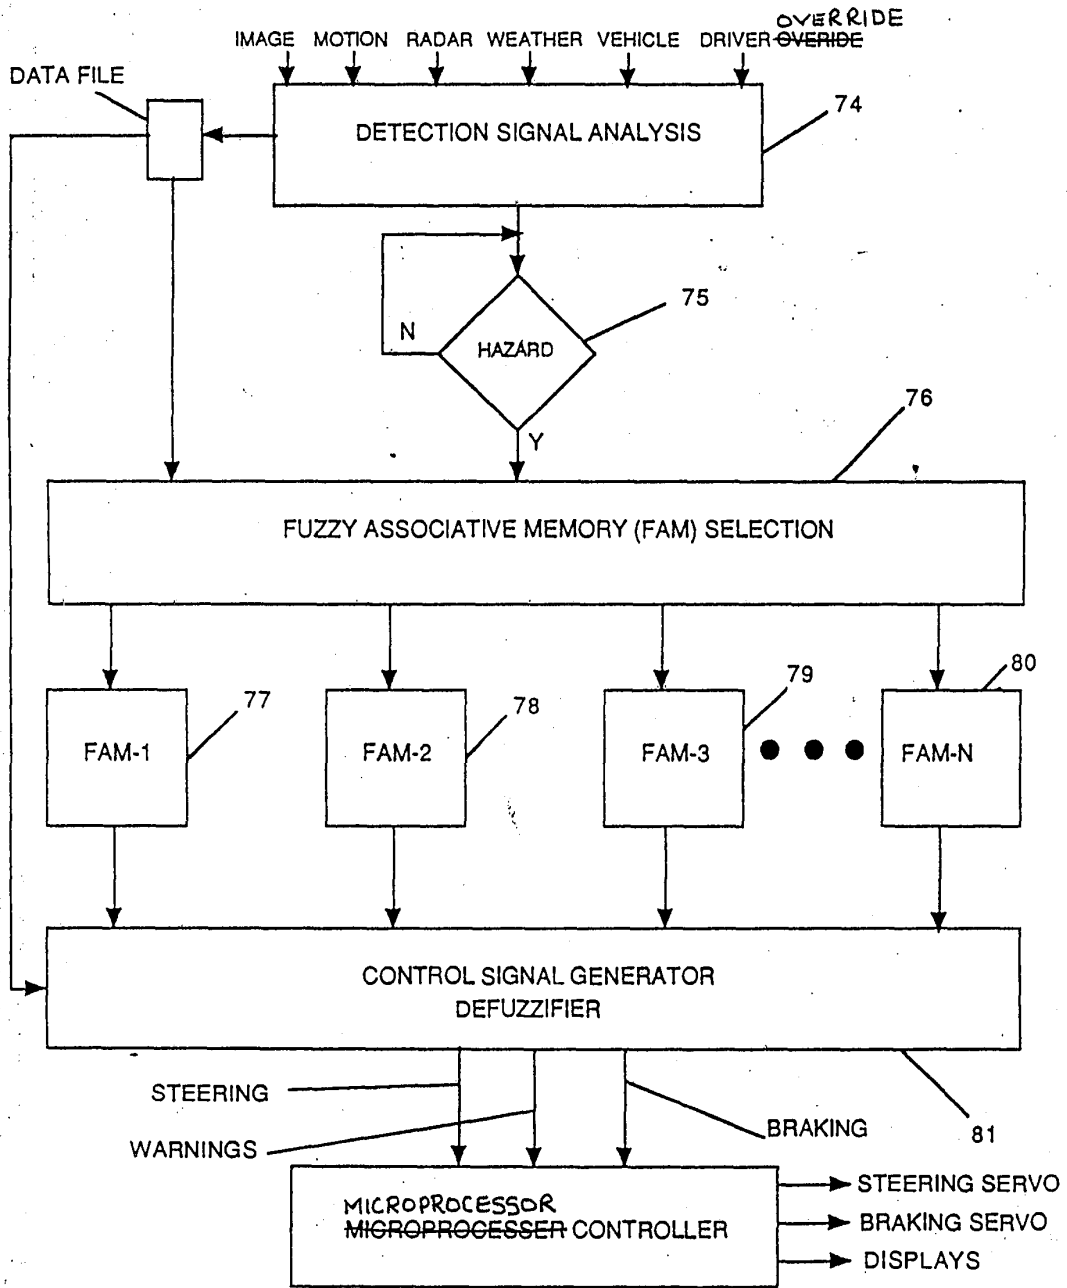 OVERRIDE
IMAGE MOTION RADAR WEATHER VEHICLE DRIVER OVERIDE
DATA FILE
74
DETECTION SIGNAL ANALYSIS
75
N
HAZARD
Y
76
FUZZY ASSOCIATIVE MEMORY (FAM) SELECTION
77
78
79
80
FAM-1
FAM-2
FAM-3
FAM-N
CONTROL SIGNAL GENERATOR
DEFUZZIFIER
STEERING
WARNINGS
BRAKING
81
MICROPROCESSOR
MICROPROCESSER CONTROLLER
STEERING SERVO
BRAKING SERVO
DISPLAYS